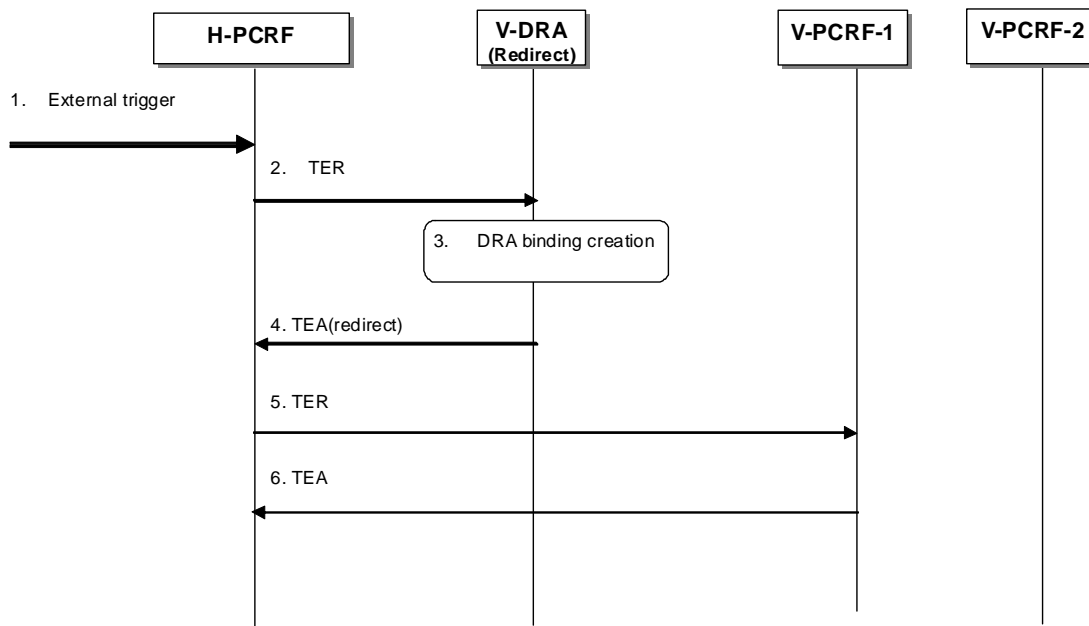 H-PCRF
V-DRA
(Redirect)
V-PCRF-1
V-PCRF-2
1. External trigger
2. TER
3. DRA binding creation
4. TEA(redirect)
5. TER
6. TEA